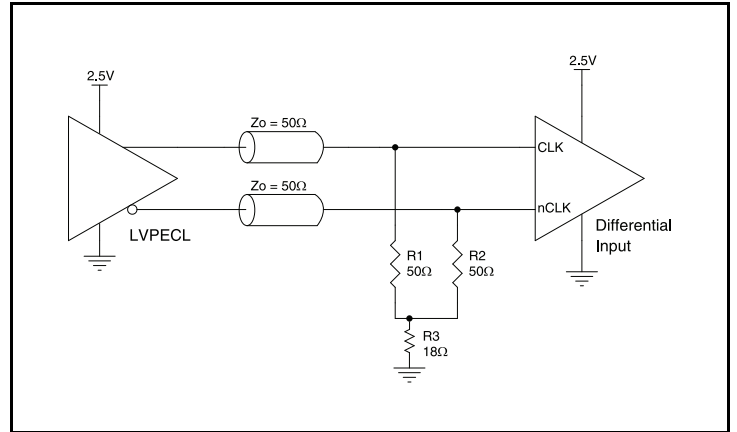 2.5V
2.5V
Zo = 50Ω
CLK
Zo = 50Ω
nCLK
LVPECL
Differential
Input
R1
50Ω
R2
50Ω
R3
18Ω